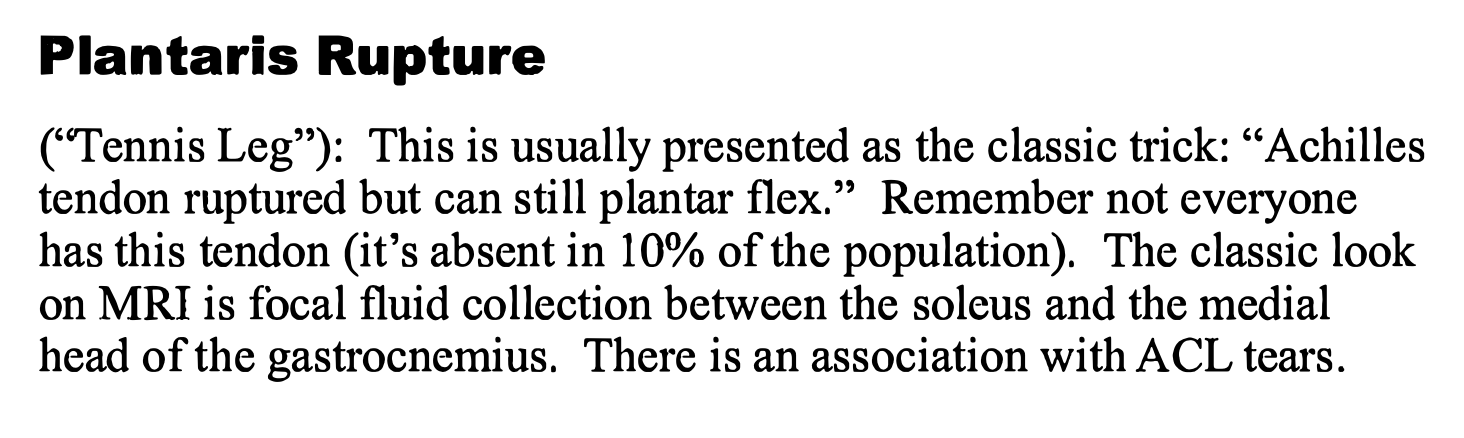 Plantaris Rupture
(“Tennis Leg”):  This is usually presented as the classic trick: “Achilles
tendon ruptured but can still plantar flex.”  Remember not everyone
has this tendon (it’s absent in 10% of the population).  The classic look
on MRI is focal fluid collection between the soleus and the medial
head of the gastrocnemius.  There is an association with ACL tears.